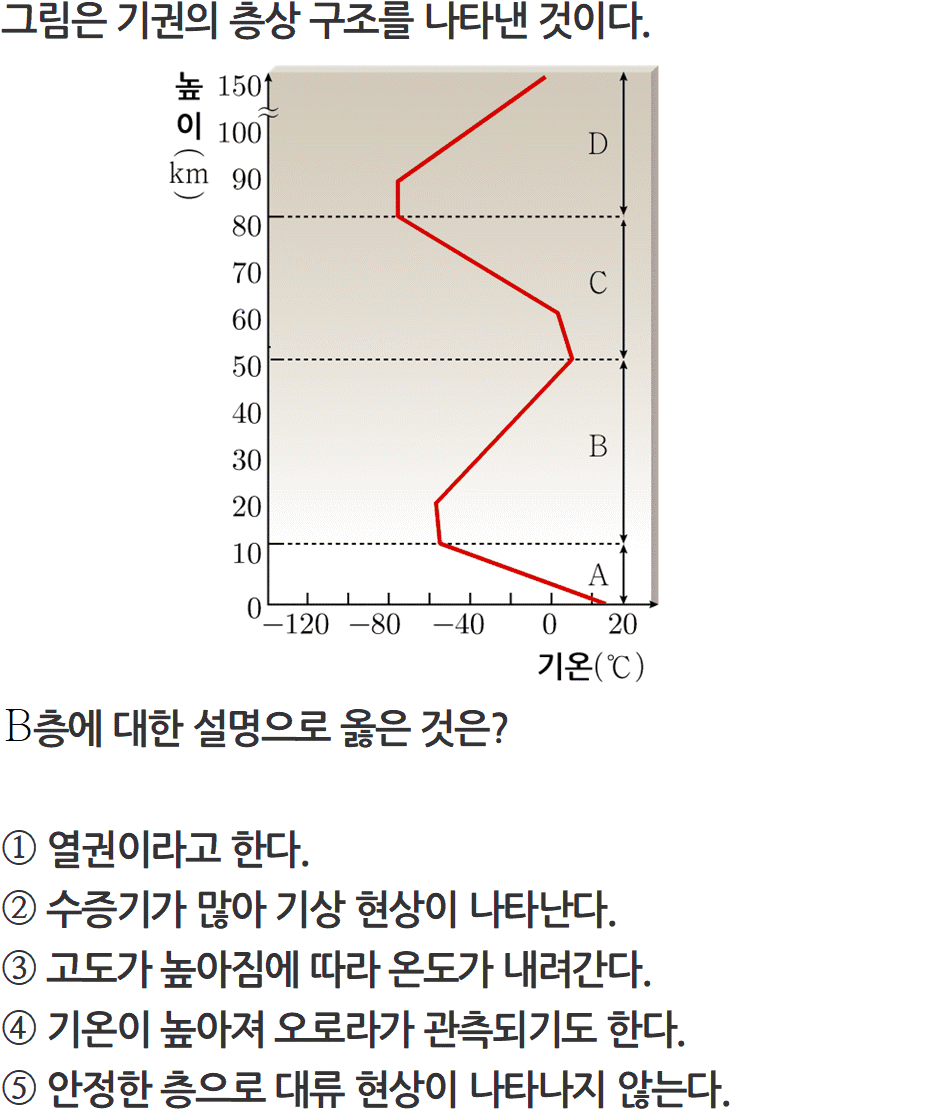 그림은 기권의 층상 구조를 나타낸 것이다.
높이(km)
150
100
90
80
70
60
50
40
30
20
10
0
D
C
B
A
−120 −80 −40 0 20
기온(℃)
B층에 대한 설명으로 옳은 것은?
① 열권이라고 한다.
② 수증기가 많아 기상 현상이 나타난다.
③ 고도가 높아짐에 따라 온도가 내려간다.
④ 기온이 높아져 오로라가 관측되기도 한다.
⑤ 안정한 층으로 대류 현상이 나타나지 않는다.